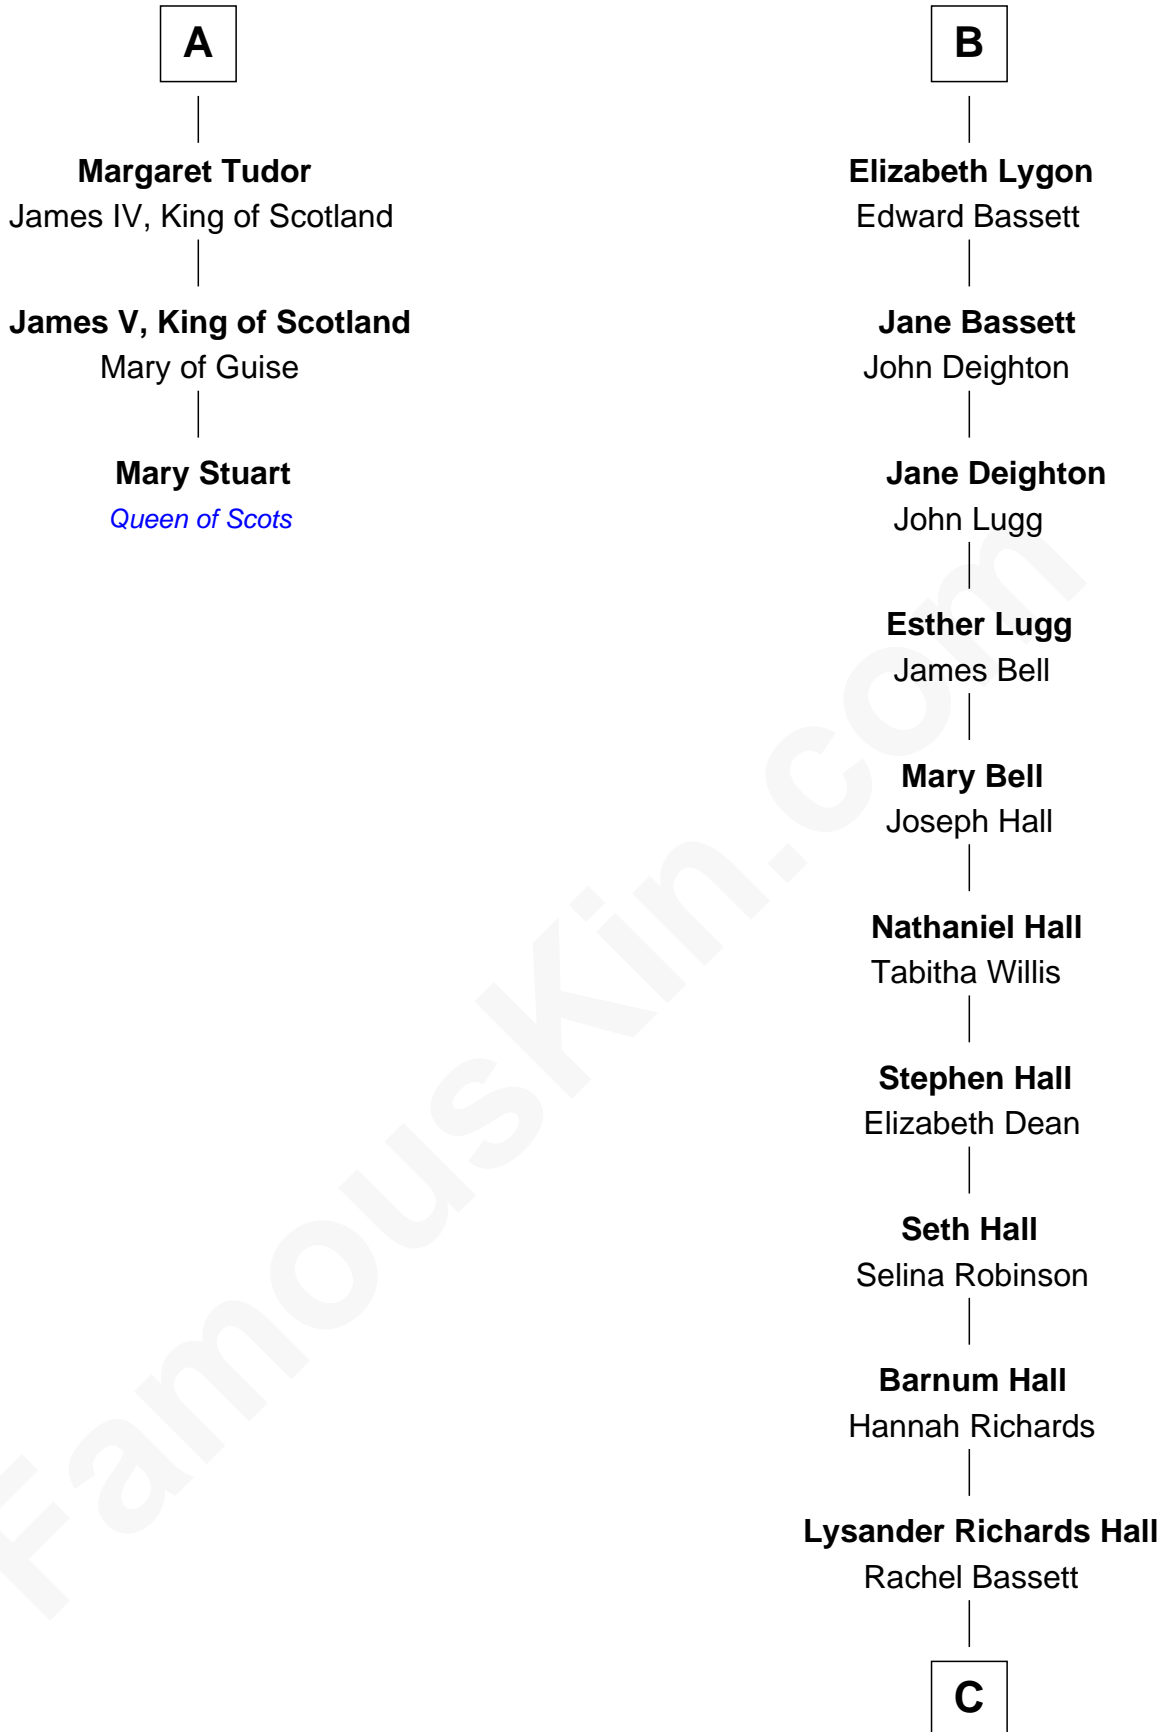 A
Margaret Tudor
James IV, King of Scotland
James V, King of Scotland
Mary of Guise
Mary Stuart
Queen of Scots
B
Elizabeth Lygon
Edward Bassett
Jane Bassett
John Deighton
Jane Deighton
John Lugg
Esther Lugg
James Bell
Mary Bell
Joseph Hall
Nathaniel Hall
Tabitha Willis
Stephen Hall
Elizabeth Dean
Seth Hall
Selina Robinson
Barnum Hall
Hannah Richards
Lysander Richards Hall
Rachel Bassett
C
FamousKin.com